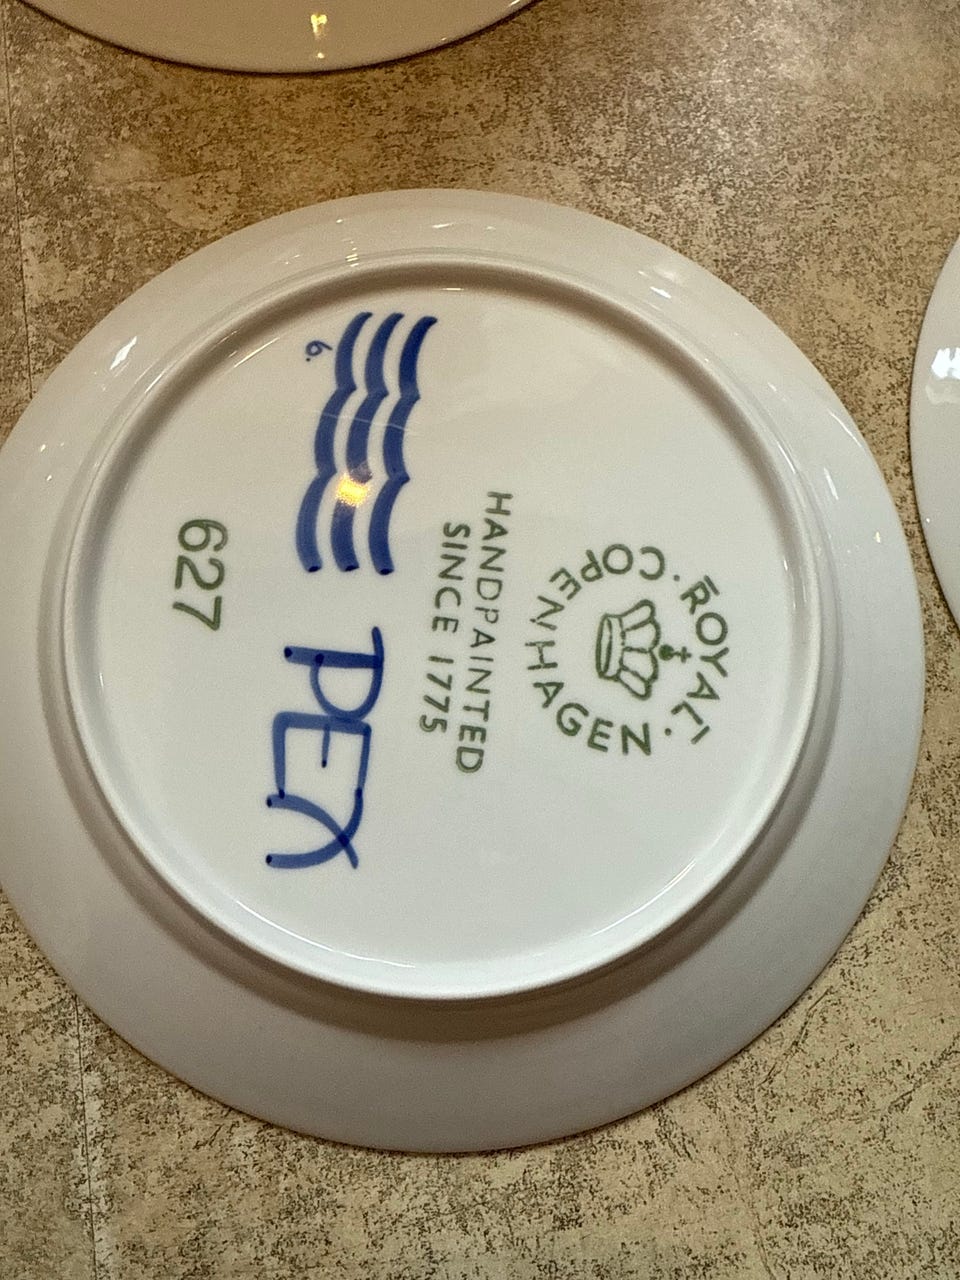 ROYAL
COPENHAGEN
HANDPAINTED
SINCE 1775
6.
PEX
627